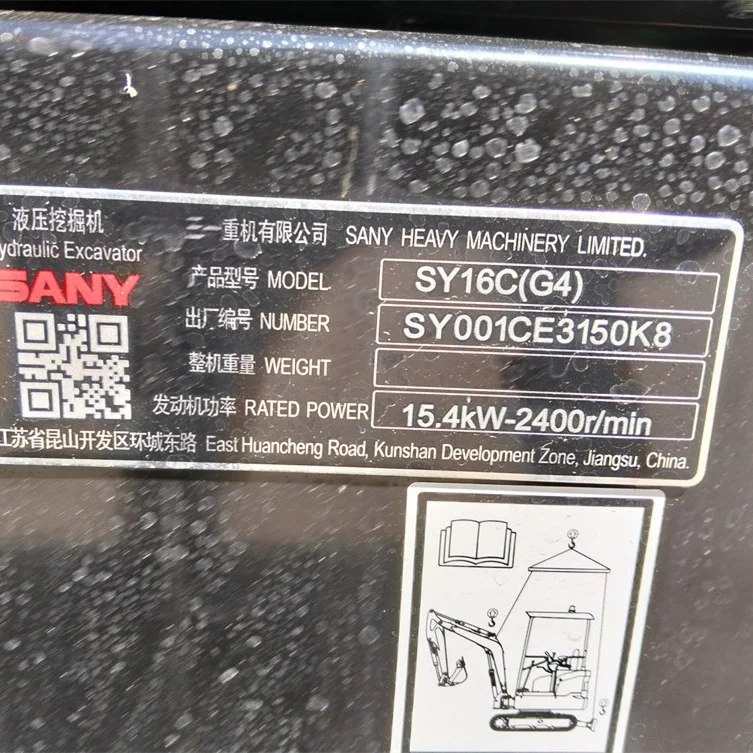 液压挖掘机
ydraulic Excavator
SANY
三一重机有限公司 SANY HEAVY MACHINERY LIMITED.
产品型号 MODEL SY16C(G4)
出厂编号 NUMBER SY001CE3150K8
整机重量 WEIGHT
发动机功率 RATED POWER 15.4kW-2400r/min
江苏省昆山开发区环城东路 East Huancheng Road, Kunshan Development Zone, Jiangsu, China.